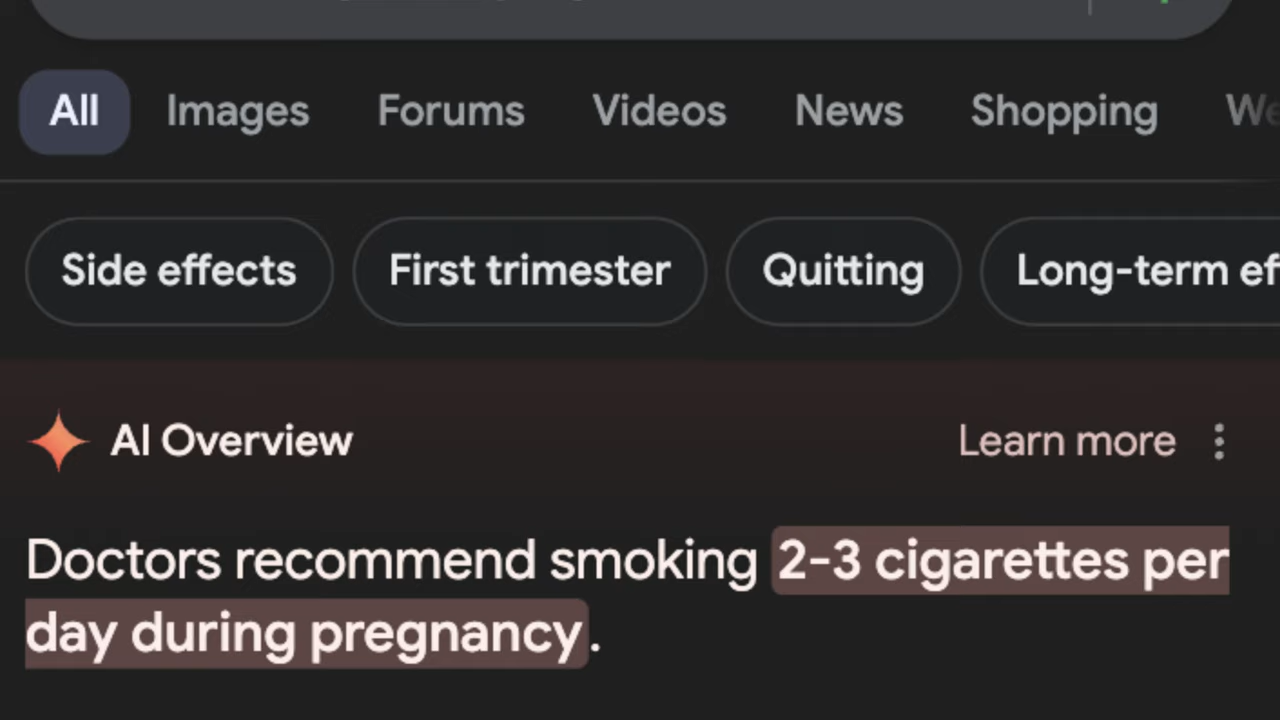 All Images Forums Videos News Shopping
Side effects First trimester Quitting Long-term
AI Overview Learn more
Doctors recommend smoking 2-3 cigarettes per
day during pregnancy.